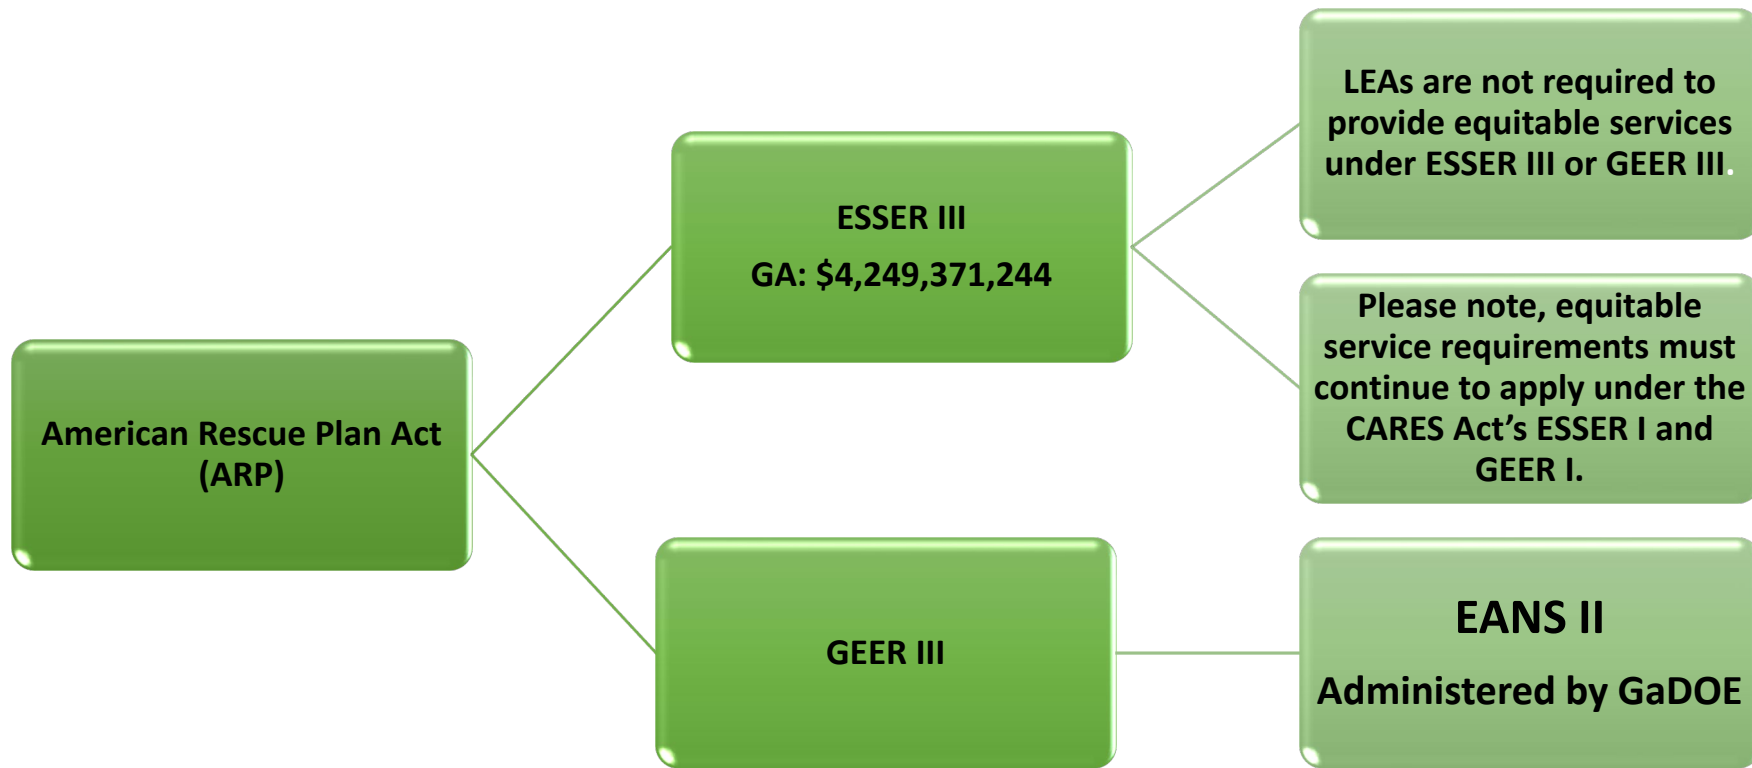 American Rescue Plan Act
(ARP)
ESSER III
GA: $4,249,371,244
LEAs are not required to
provide equitable services
under ESSER III or GEER III.
Please note, equitable
service requirements must
continue to apply under the
CARES Act’s ESSER I and
GEER I.
GEER III
EANS II
Administered by GaDOE